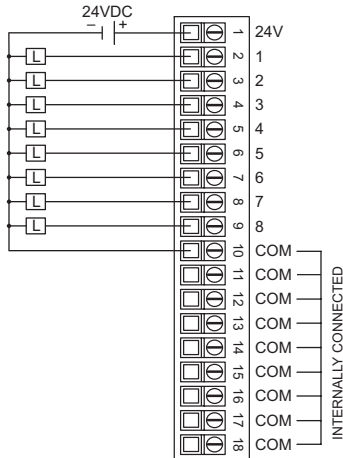 24VDC
− +
1 24V
L 2 1
L 3 2
L 4 3
L 5 4
L 6 5
L 7 6
L 8 7
L 9 8
10 COM
11 COM
12 COM
13 COM
14 COM
15 COM
16 COM
17 COM
18 COM
INTERNALLY CONNECTED